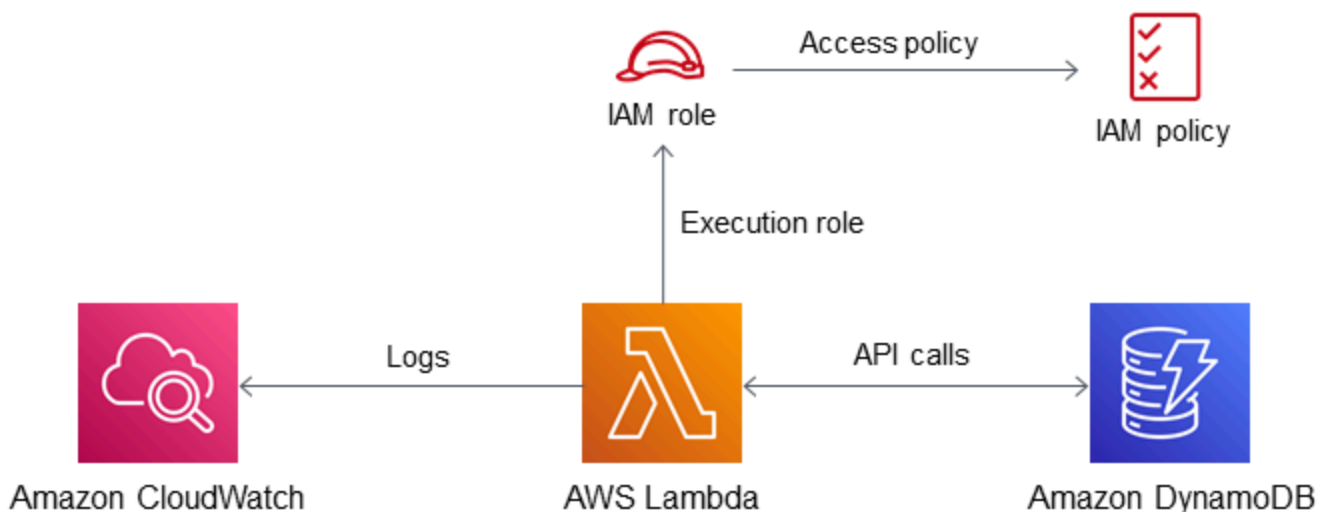 Access policy
IAM role
IAM policy
Execution role
Logs
API calls
Amazon CloudWatch
AWS Lambda
Amazon DynamoDB